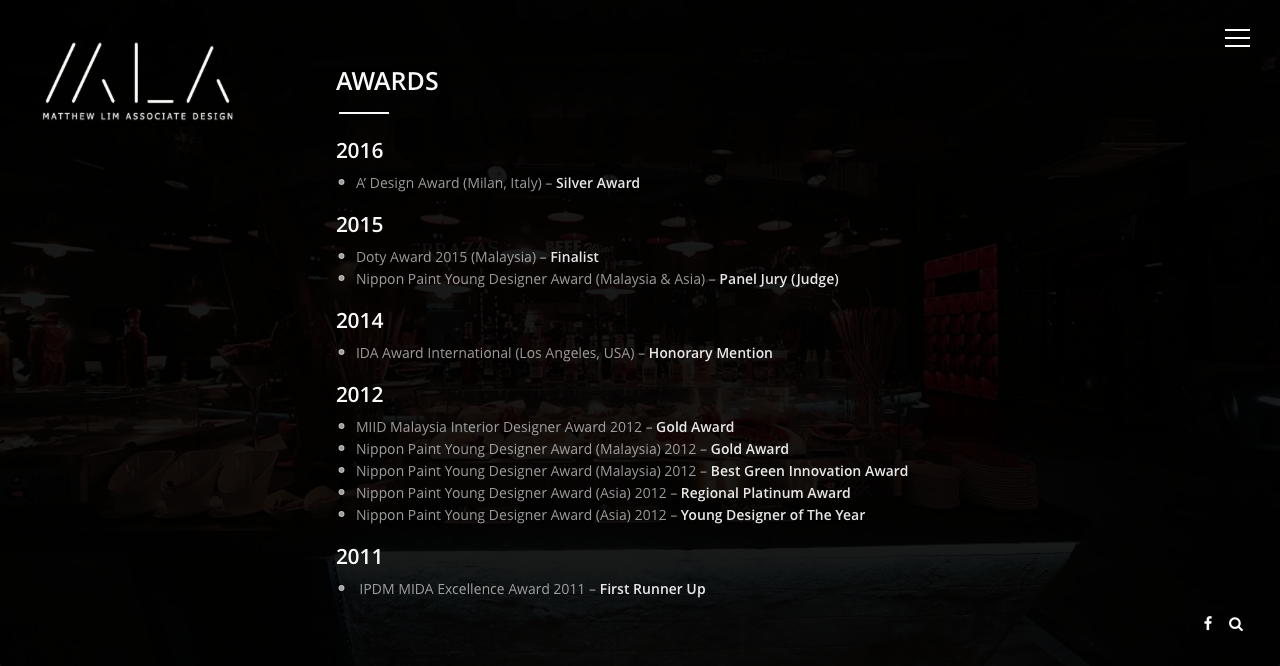 MALA
MATTHEW LIM ASSOCIATE DESIGN
AWARDS
2016
A’ Design Award (Milan, Italy) – Silver Award
2015
Doty Award 2015 (Malaysia) – Finalist
Nippon Paint Young Designer Award (Malaysia & Asia) – Panel Jury (Judge)
2014
IDA Award International (Los Angeles, USA) – Honorary Mention
2012
MIID Malaysia Interior Designer Award 2012 – Gold Award
Nippon Paint Young Designer Award (Malaysia) 2012 – Gold Award
Nippon Paint Young Designer Award (Malaysia) 2012 – Best Green Innovation Award
Nippon Paint Young Designer Award (Asia) 2012 – Regional Platinum Award
Nippon Paint Young Designer Award (Asia) 2012 – Young Designer of The Year
2011
IPDM MIDA Excellence Award 2011 – First Runner Up